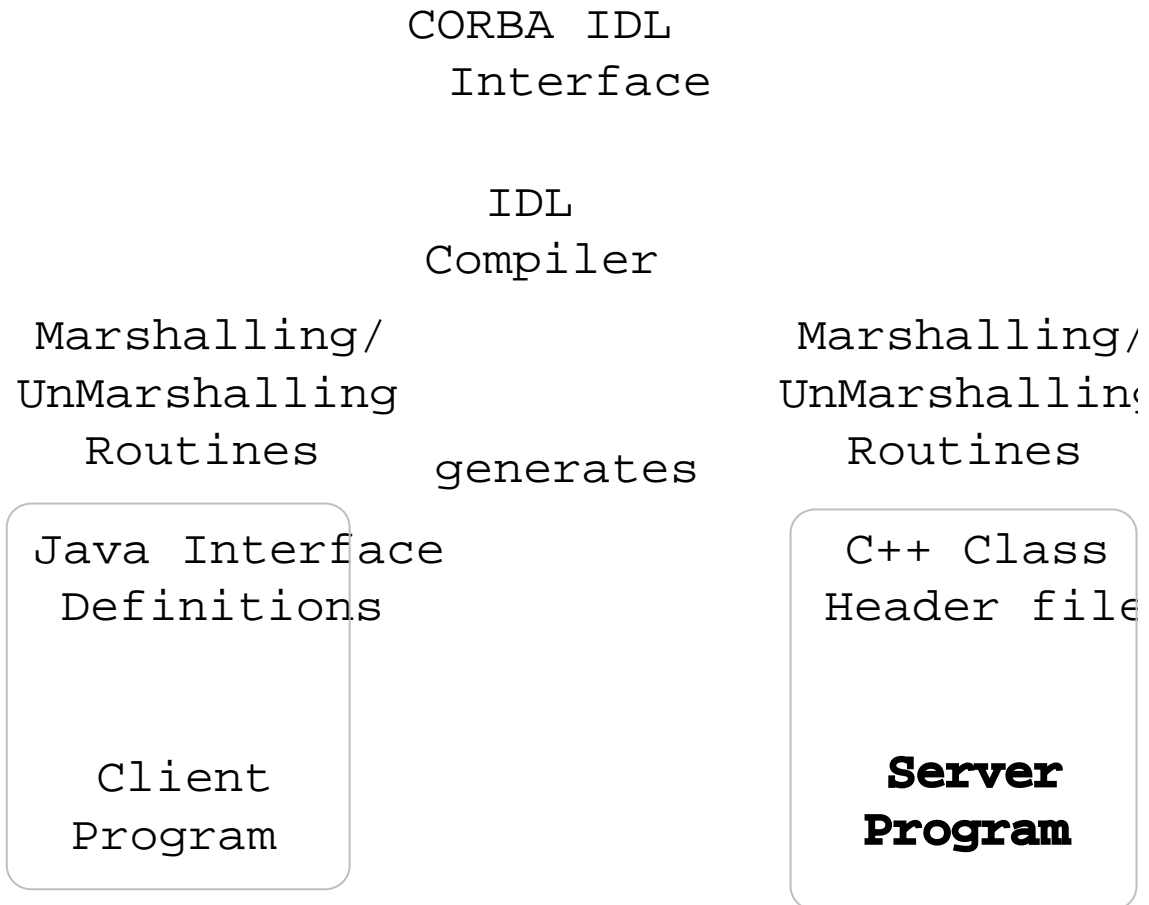 CORBA IDL
Interface
IDL
Compiler
Marshalling/
UnMarshalling
Routines
generates
Marshalling/
UnMarshalling
Routines
Java Interface
Definitions
Client
Program
C++ Class
Header file
Server
Program